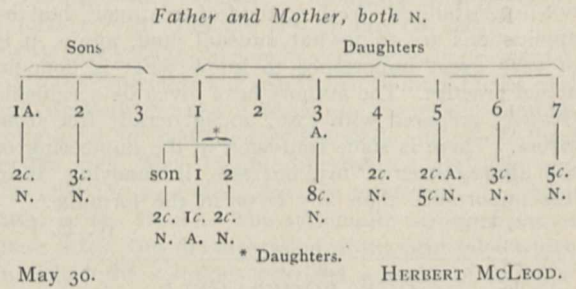 Father and Mother, both N.
Sons Daughters
1A. 2 3 1 2 3 4 5 6 7
* A.
2c. 3c. son 1 2 2c. 2c.A. 3c. 5c.
N. N. 8c. N. 5c.N. N. N.
2c. 1c. 2c. N.
N. A. N.
* Daughters.
May 30. HERBERT MCLEOD.